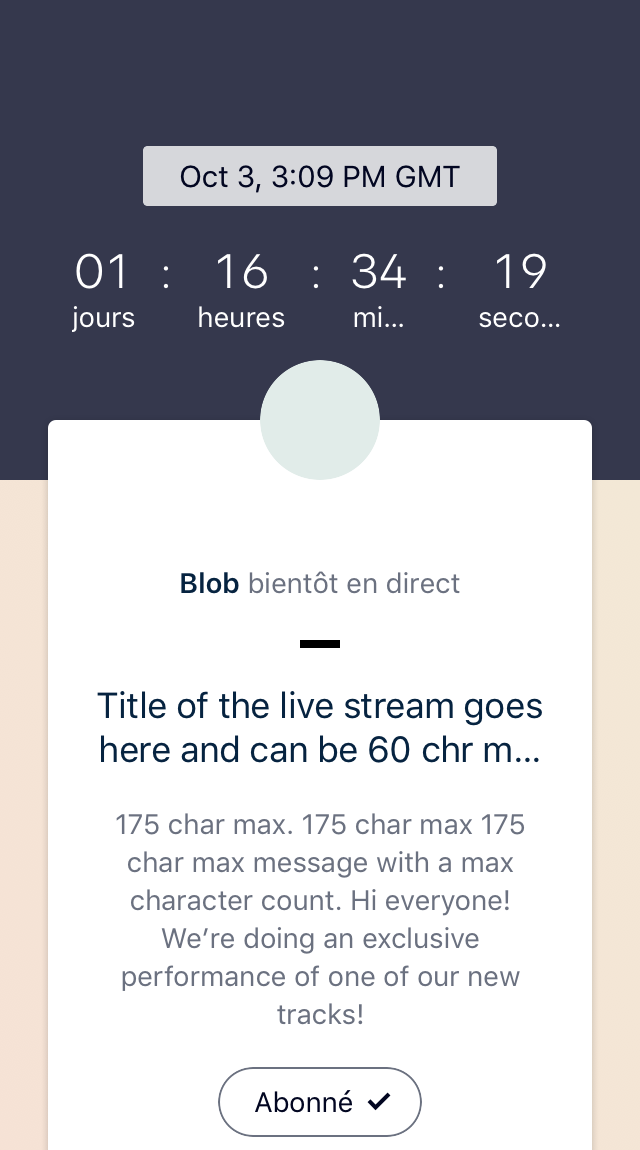 Oct 3, 3:09 PM GMT
01 : 16 : 34 : 19
jours heures mi... seco...
Blob bientôt en direct
Title of the live stream goes
here and can be 60 chr m...
175 char max. 175 char max 175
char max message with a max
character count. Hi everyone!
We’re doing an exclusive
performance of one of our new
tracks!
Abonné